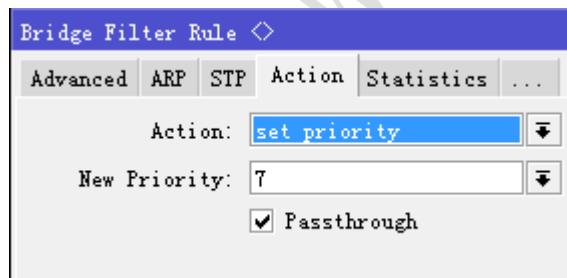 Bridge Filter Rule <>
Advanced ARP STP Action Statistics ...
Action: set priority
New Priority: 7
Passthrough